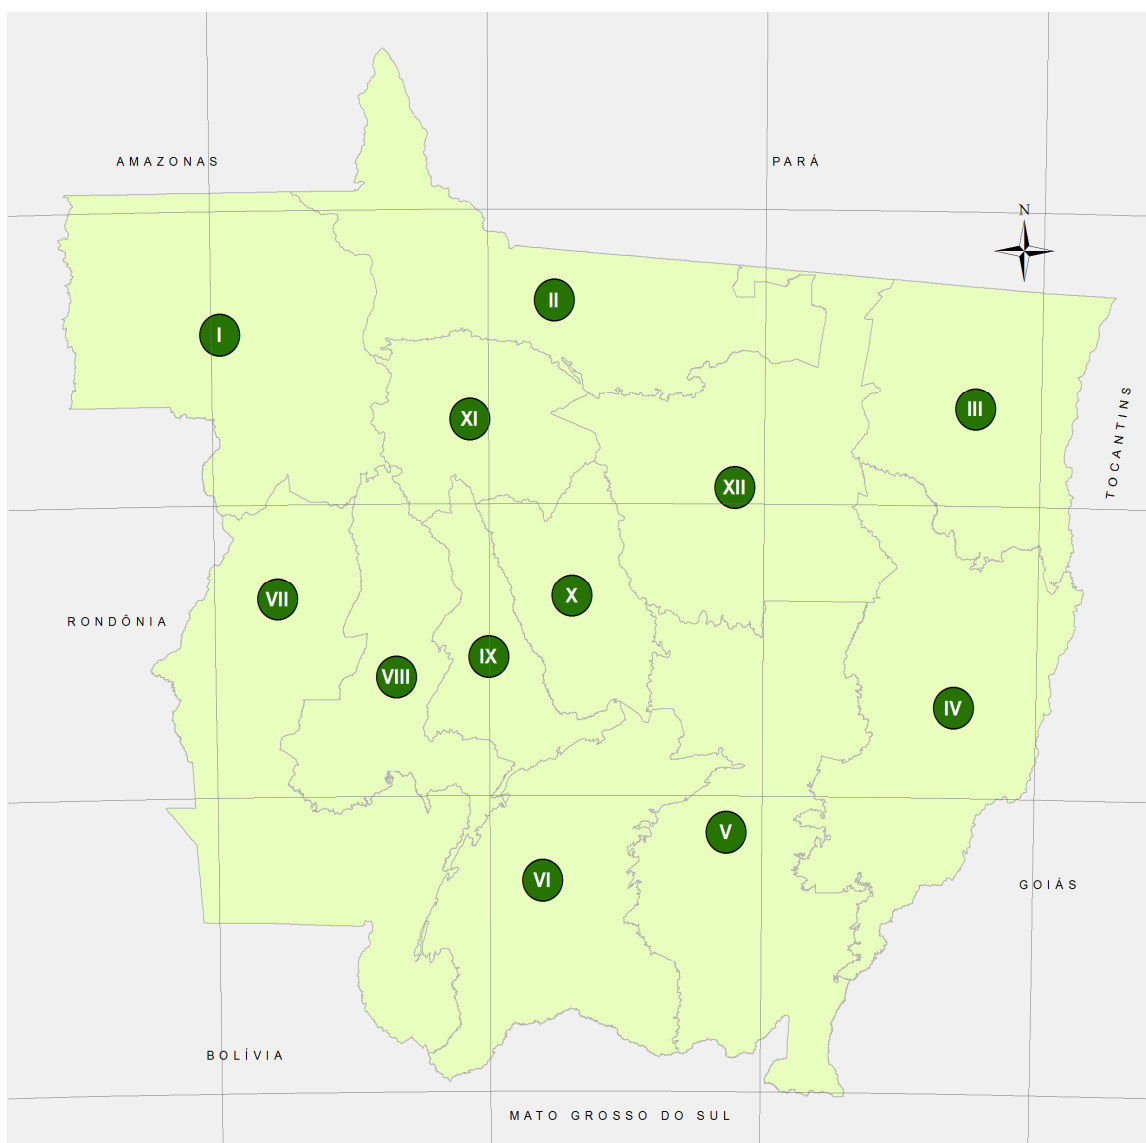 AMAZONAS
PARÁ
N
II
I
TOCANTINS
III
XI
XII
VII
X
RONDÔNIA
IX
VIII
IV
V
VI
GOIÁS
BOLÍVIA
MATO GROSSO DO SUL